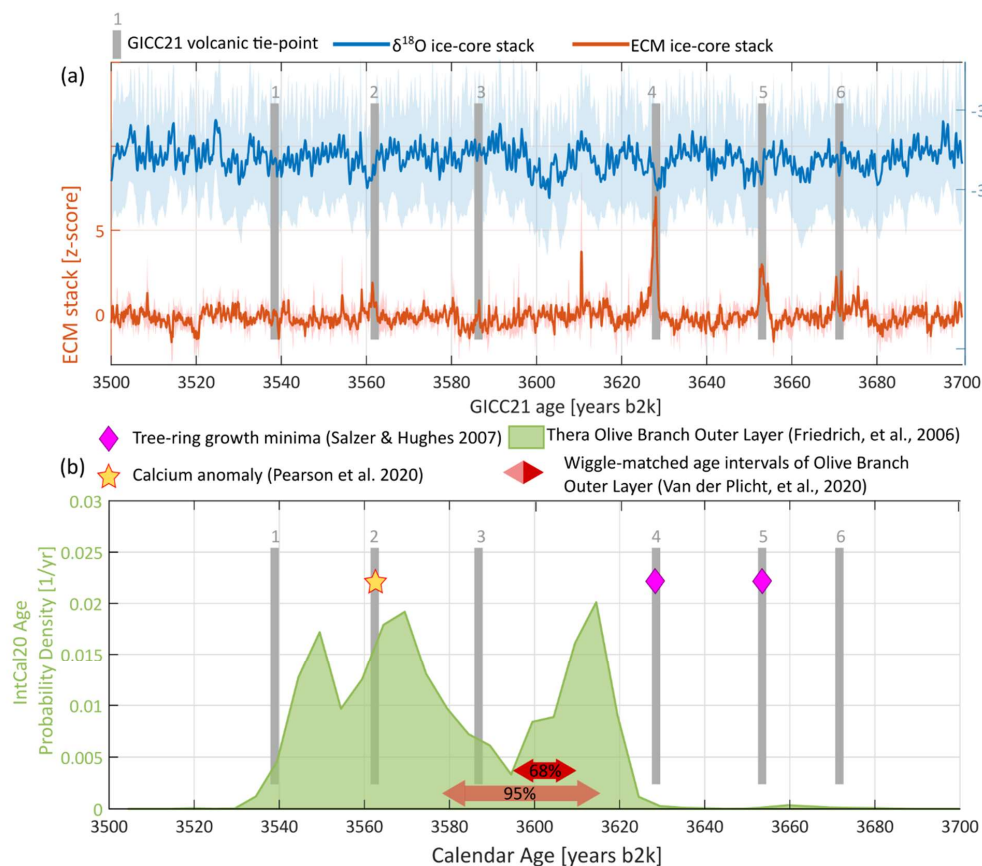 1
GICC21 volcanic tie-point
δ18O ice-core stack
ECM ice-core stack
(a)
1 2 3 4 5 6
-3
-3
ECM stack [z-score]
5
0
3500 3520 3540 3560 3580 3600 3620 3640 3660 3680 3700
GICC21 age [years b2k]
Tree-ring growth minima (Salzer & Hughes 2007)
Thera Olive Branch Outer Layer (Friedrich, et al., 2006)
Calcium anomaly (Pearson et al. 2020)
Wiggle-matched age intervals of Olive Branch
Outer Layer (Van der Plicht, et al., 2020)
(b)
IntCal20 Age
Probability Density [1/yr]
0.03
0.025
0.02
0.015
0.01
0.005
0
1 2 3 4 5 6
68%
95%
3500 3520 3540 3560 3580 3600 3620 3640 3660 3680 3700
Calendar Age [years b2k]